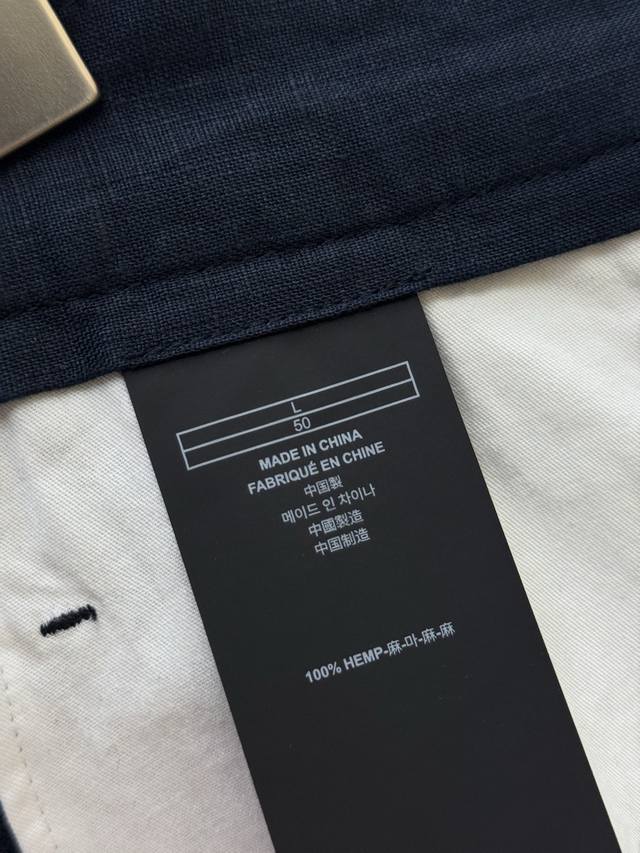 L
50
MADE IN CHINA
FABRIQUÉ EN CHINE
中国製
메이드 인 차이나
中國製造
中国制造
100% HEMP-麻-마-麻-麻